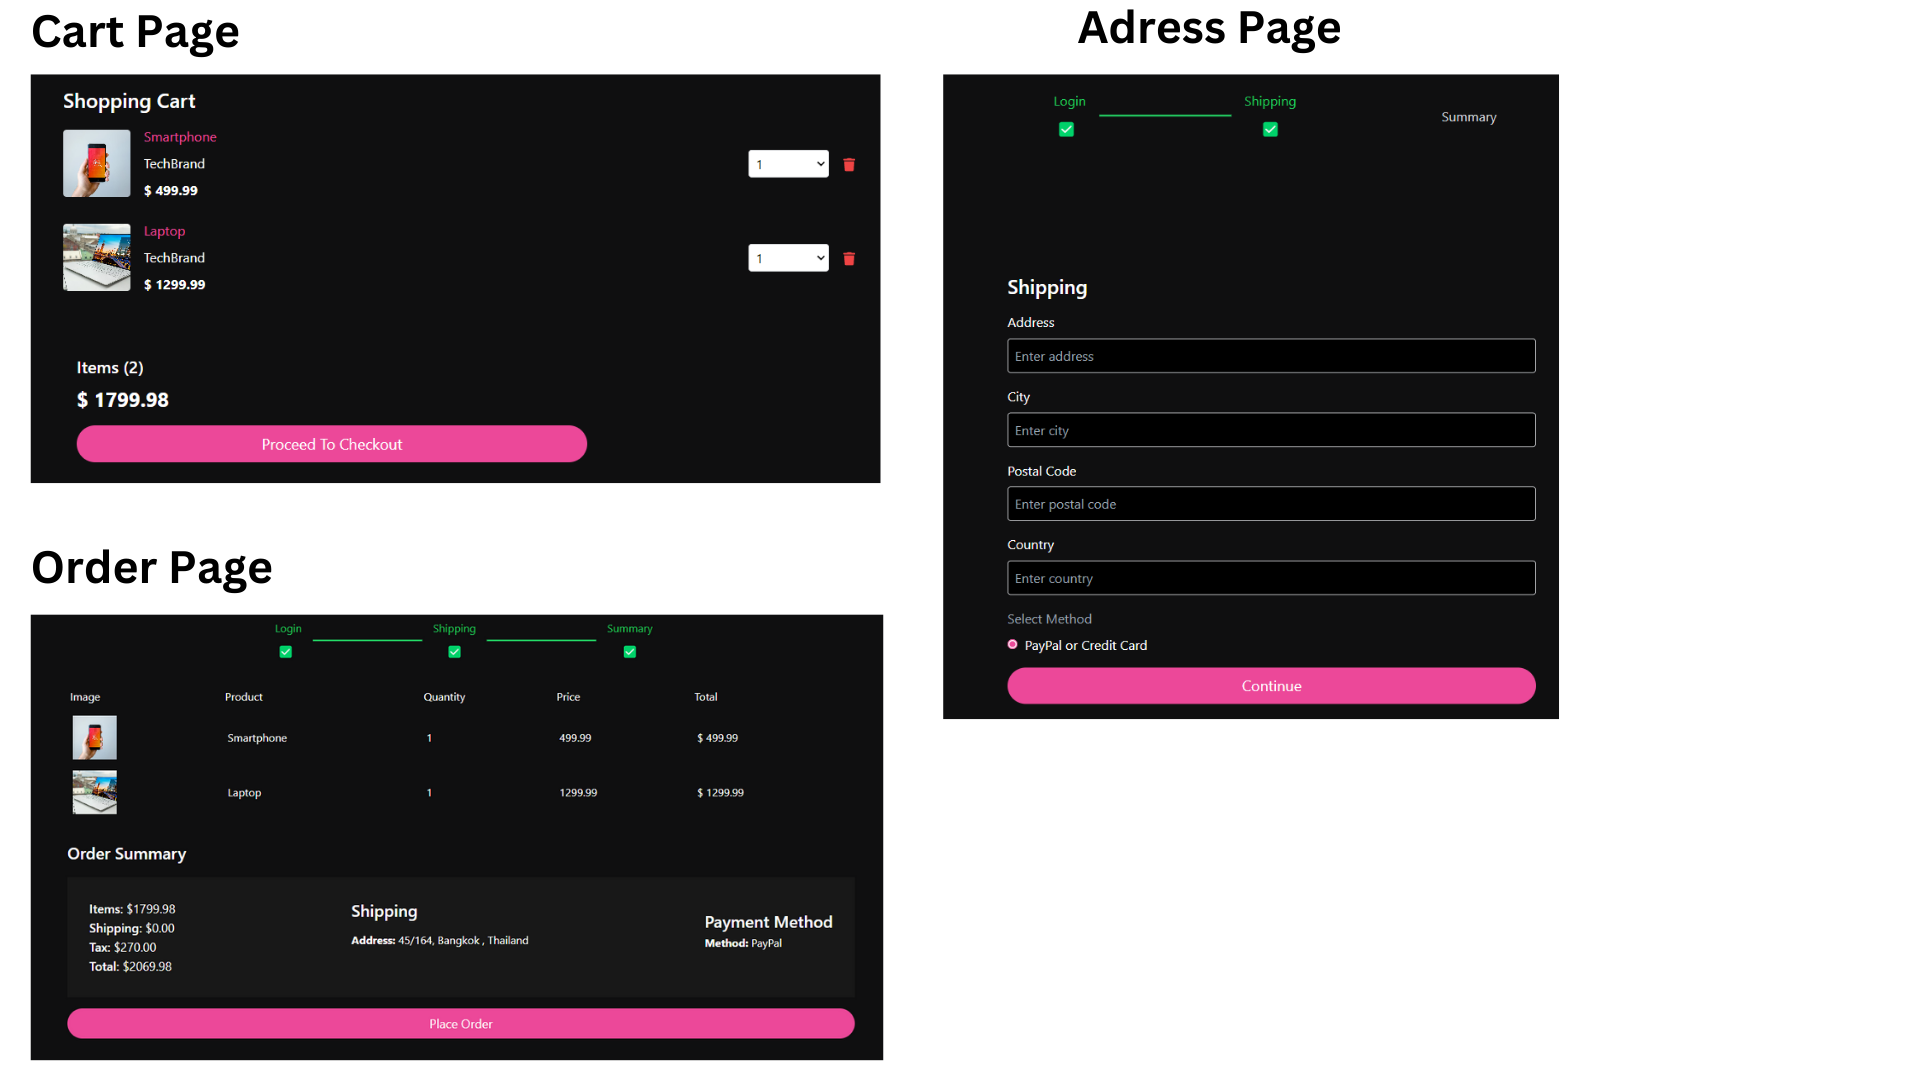 Cart Page
Shopping Cart
Smartphone
TechBrand
$ 499.99
1
Laptop
TechBrand
$ 1299.99
1
Items (2)
$ 1799.98
Proceed To Checkout
Order Page
Login Shipping Summary
Image Product Quantity Price Total
Smartphone 1 499.99 $ 499.99
Laptop 1 1299.99 $ 1299.99
Order Summary
Items: $1799.98
Shipping: $0.00
Tax: $270.00
Total: $2069.98
Shipping
Address: 45/164, Bangkok , Thailand
Payment Method
Method: PayPal
Place Order
Adress Page
Login Shipping Summary
Shipping
Address
Enter address
City
Enter city
Postal Code
Enter postal code
Country
Enter country
Select Method
PayPal or Credit Card
Continue